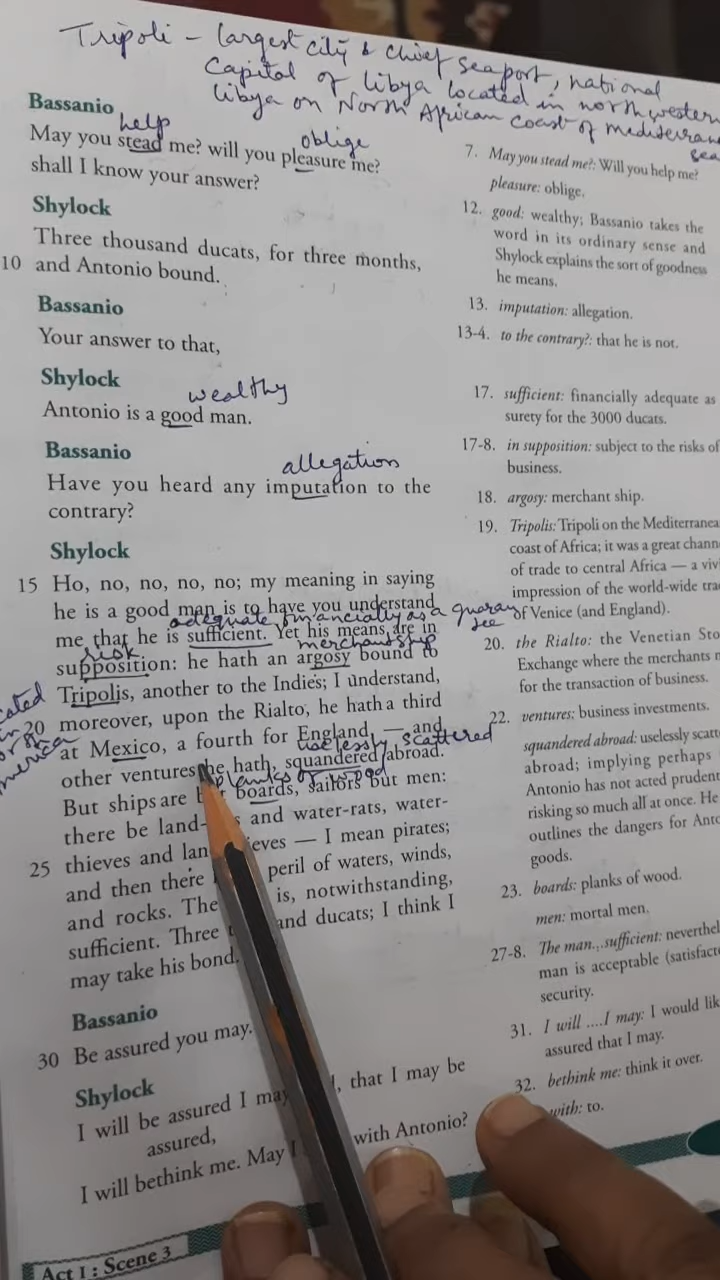 Tripoli - largest city & chief seaport, national
capital of libya located in north western
libya on North African coast of mediterran
sea
Bassanio
help
oblige
May you stead me? will you pleasure me?
shall I know your answer?
Shylock
Three thousand ducats, for three months,
10 and Antonio bound.
Bassanio
Your answer to that,
Shylock
wealthy
Antonio is a good man.
Bassanio
allegation
Have you heard any imputation to the
contrary?
Shylock
15 Ho, no, no, no, no; my meaning in saying
he is a good man is to have you understand
adequate financially as a guaran
tee
me that he is sufficient. Yet his means are in
risk
merchant ship
supposition: he hath an argosy bound to
Tripolis, another to the Indies; I understand,
20 moreover, upon the Rialto, he hath a third
at Mexico, a fourth for England, — and
uselessly scattered
other ventures he hath, squandered abroad.
planks of wood
But ships are boards, sailors but men:
there be land- and water-rats, water-
25 thieves and lan ieves — I mean pirates;
and then there peril of waters, winds,
and rocks. The is, notwithstanding,
sufficient. Three and ducats; I think I
may take his bond.
Bassanio
30 Be assured you may.
Shylock
I will be assured I may, that I may be
assured,
I will bethink me. May I with Antonio?
Act I : Scene 3
7. May you stead me?: Will you help me?
pleasure: oblige.
12. good: wealthy; Bassanio takes the
word in its ordinary sense and
Shylock explains the sort of goodness
he means.
13. imputation: allegation.
13-4. to the contrary?: that he is not.
17. sufficient: financially adequate as
surety for the 3000 ducats.
17-8. in supposition: subject to the risks of
business.
18. argosy: merchant ship.
19. Tripolis: Tripoli on the Mediterranea
coast of Africa; it was a great chann
of trade to central Africa — a viv
impression of the world-wide tra
of Venice (and England).
20. the Rialto: the Venetian Sto
Exchange where the merchants m
for the transaction of business.
22. ventures: business investments.
squandered abroad: uselessly scatt
abroad; implying perhaps
Antonio has not acted prudent
risking so much all at once. He
outlines the dangers for Anto
goods.
23. boards: planks of wood.
men: mortal men.
27-8. The man...sufficient: neverthel
man is acceptable (satisfact
security.
31. I will ....I may: I would lik
assured that I may.
32. bethink me: think it over.
with: to.